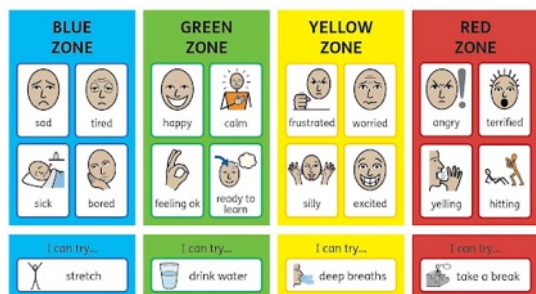 BLUE
ZONE
sad
tired
sick
bored
I can try...
stretch
GREEN
ZONE
happy
calm
feeling ok
ready to
learn
I can try...
drink water
YELLOW
ZONE
frustrated
worried
silly
excited
I can try...
deep breaths
RED
ZONE
angry
terrified
yelling
hitting
I can try...
take a break